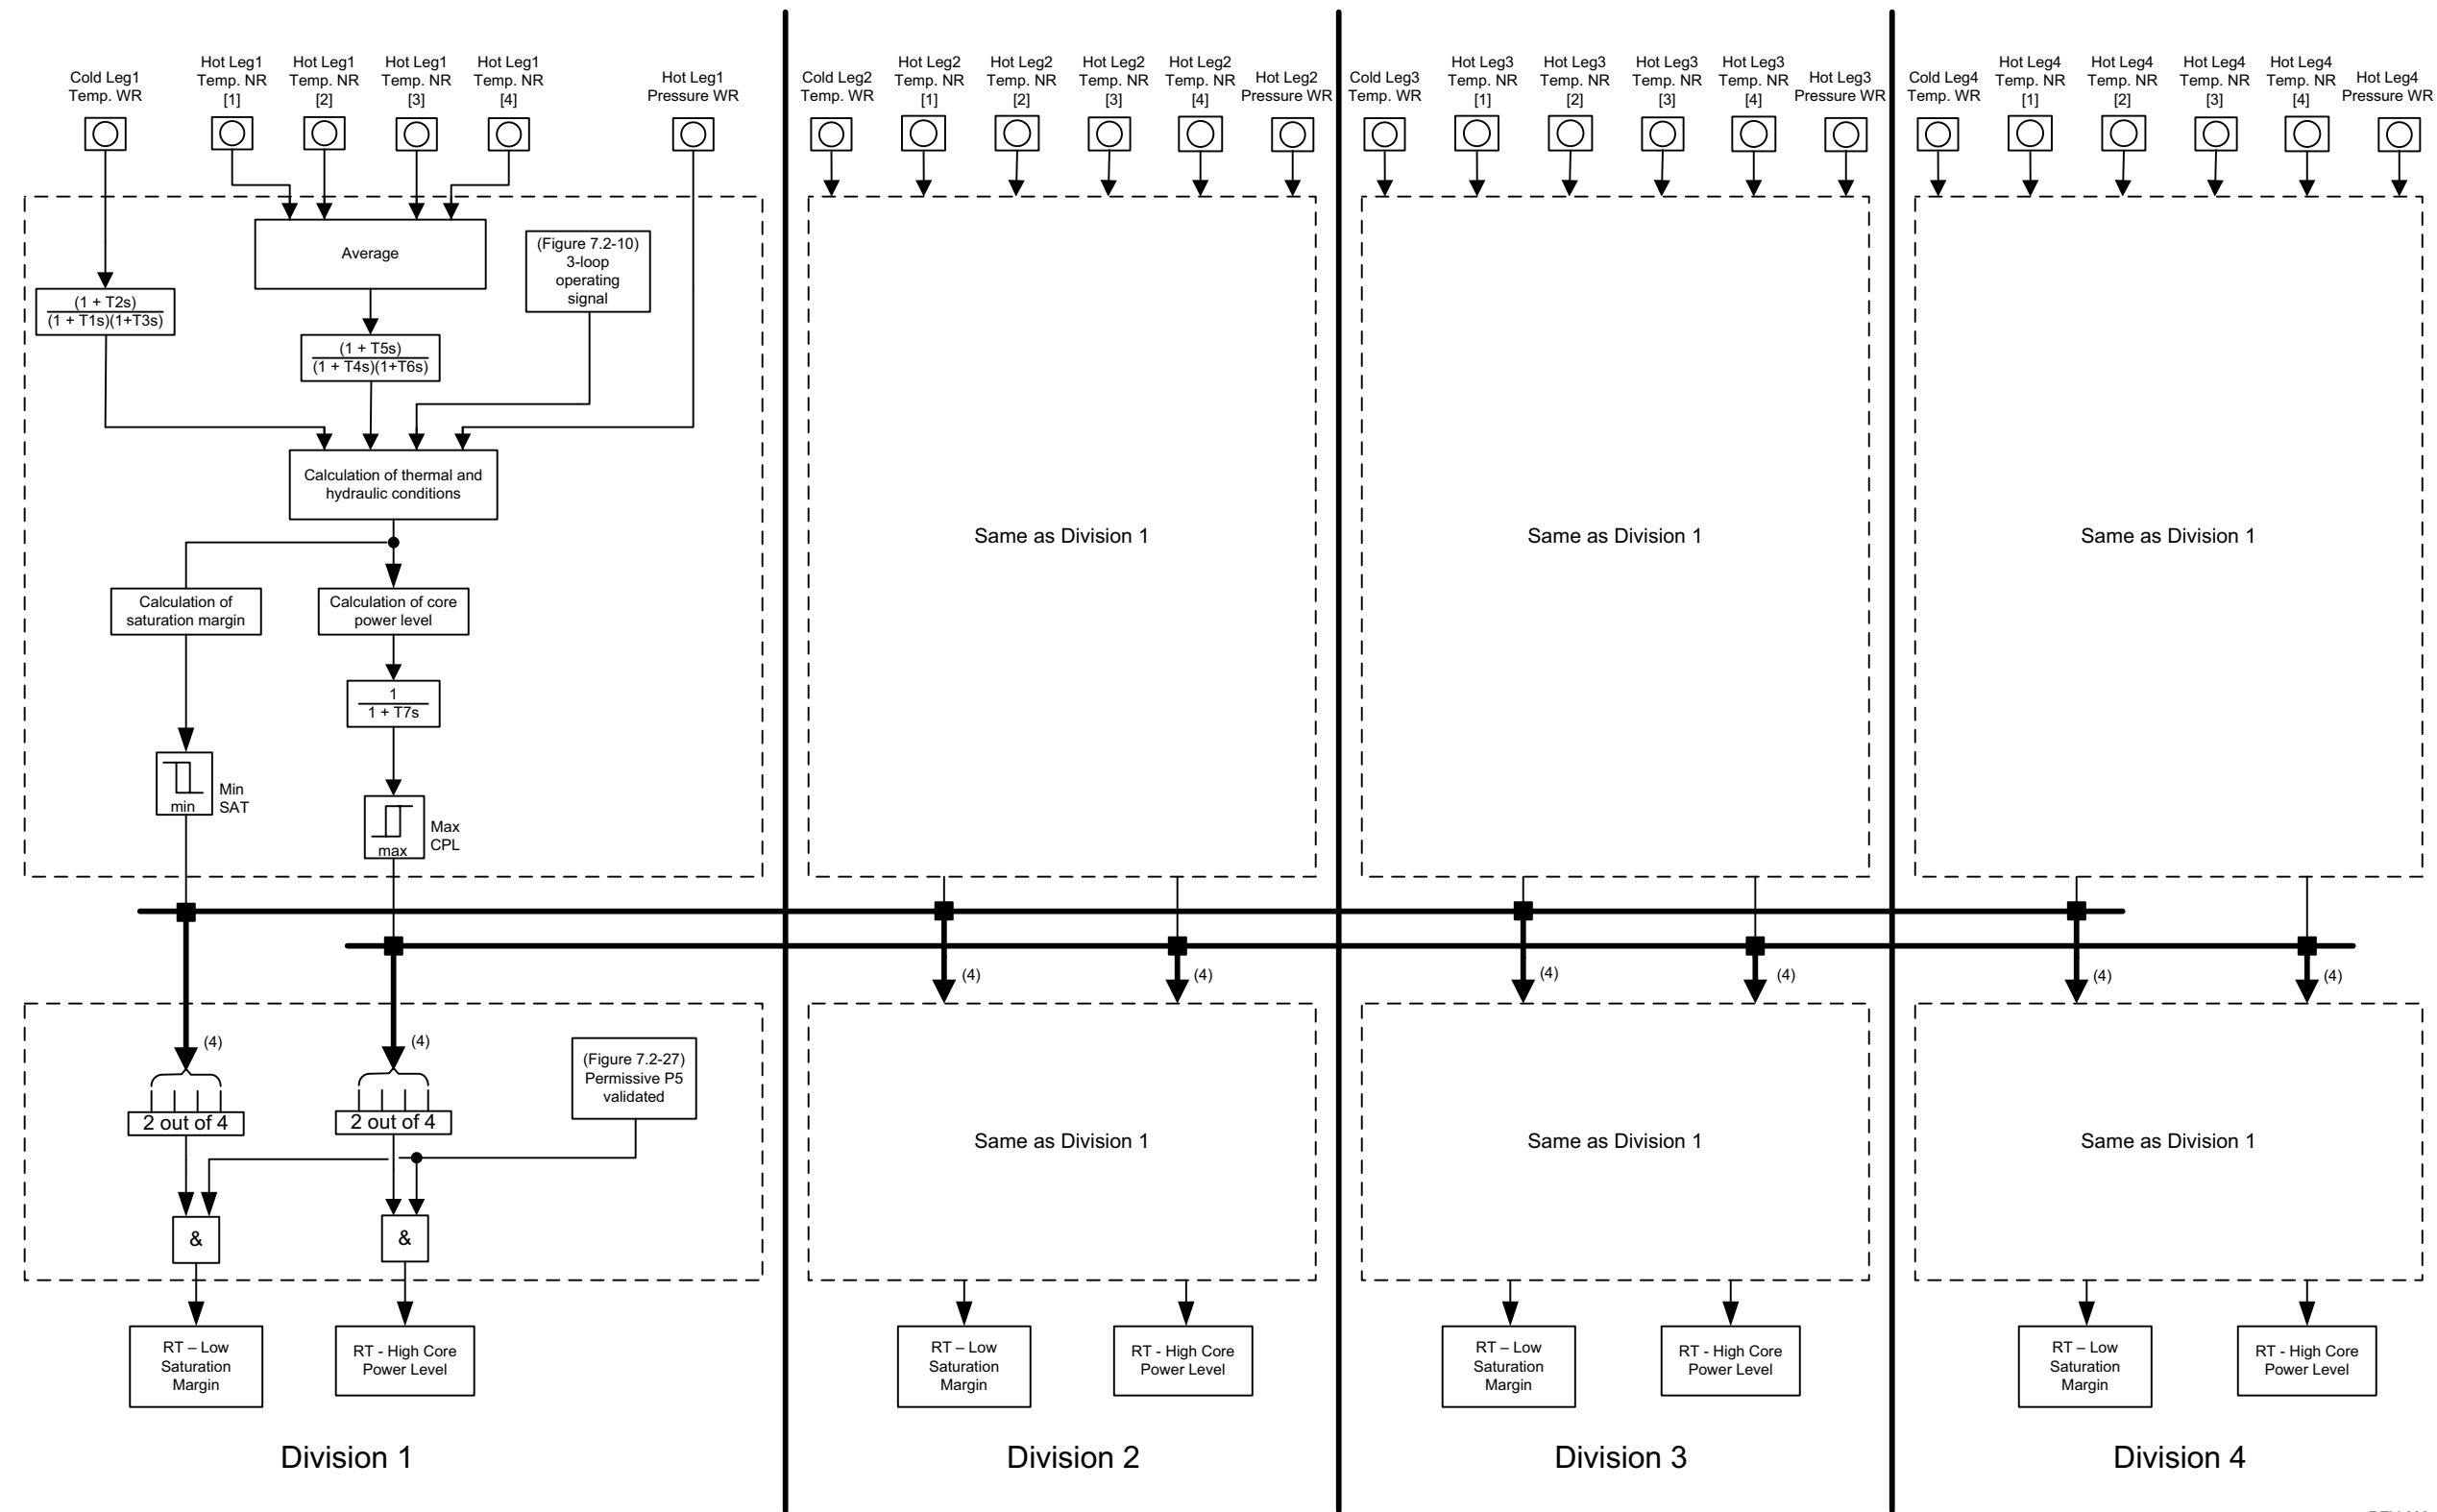 Cold Leg1
Temp. WR
Hot Leg1
Temp. NR
[1]
Hot Leg1
Temp. NR
[2]
Hot Leg1
Temp. NR
[3]
Hot Leg1
Temp. NR
[4]
Hot Leg1
Pressure WR
Cold Leg2
Temp. WR
Hot Leg2
Temp. NR
[1]
Hot Leg2
Temp. NR
[2]
Hot Leg2
Temp. NR
[3]
Hot Leg2
Temp. NR
[4]
Hot Leg2
Pressure WR
Cold Leg3
Temp. WR
Hot Leg3
Temp. NR
[1]
Hot Leg3
Temp. NR
[2]
Hot Leg3
Temp. NR
[3]
Hot Leg3
Temp. NR
[4]
Hot Leg3
Pressure WR
Cold Leg4
Temp. WR
Hot Leg4
Temp. NR
[1]
Hot Leg4
Temp. NR
[2]
Hot Leg4
Temp. NR
[3]
Hot Leg4
Temp. NR
[4]
Hot Leg4
Pressure WR
Average
(Figure 7.2-10)
3-loop
operating
signal
(1 + T2s)
(1 + T1s)(1+T3s)
(1 + T5s)
(1 + T4s)(1+T6s)
Calculation of thermal and
hydraulic conditions
Calculation of
saturation margin
Calculation of core
power level
1
1 + T7s
min
Min
SAT
max
Max
CPL
Same as Division 1
Same as Division 1
Same as Division 1
(4)
(4)
(4)
(4)
(4)
(4)
(4)
(4)
2 out of 4
2 out of 4
(Figure 7.2-27)
Permissive P5
validated
&
&
Same as Division 1
Same as Division 1
Same as Division 1
RT – Low
Saturation
Margin
RT - High Core
Power Level
RT – Low
Saturation
Margin
RT - High Core
Power Level
RT – Low
Saturation
Margin
RT - High Core
Power Level
RT – Low
Saturation
Margin
RT - High Core
Power Level
Division 1
Division 2
Division 3
Division 4